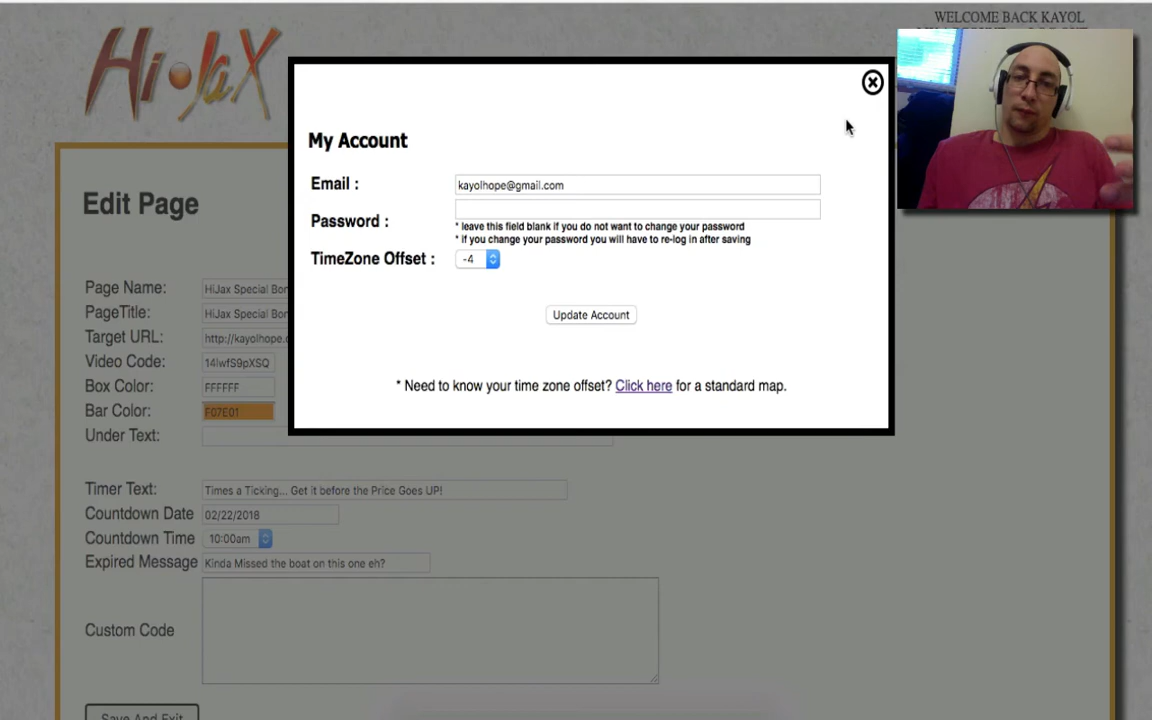 WELCOME BACK KAYOL
Hi JaX
My Account
Email :
kayolhope@gmail.com
Password :
* leave this field blank if you do not want to change your password
* if you change your password you will have to re-log in after saving
TimeZone Offset :
-4
Update Account
* Need to know your time zone offset? Click here for a standard map.
Edit Page
Page Name:
HiJax Special Bon
PageTitle:
HiJax Special Bon
Target URL:
http://kayolhope.c
Video Code:
Box Color:
FFFFFF
Bar Color:
F07E01
Under Text:
Timer Text:
Times a Ticking... Get it before the Price Goes UP!
Countdown Date
02/22/2018
Countdown Time
10:00am
Expired Message
Kinda Missed the boat on this one eh?
Custom Code
Save And Exit